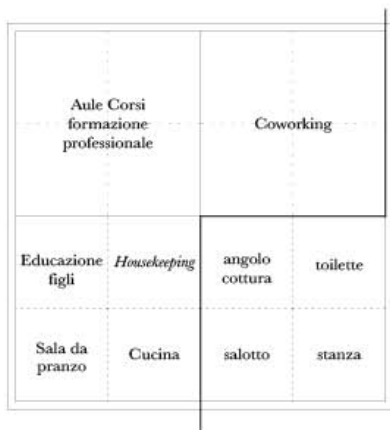 Aule Corsi
formazione
professionale
Coworking
Educazione
figli
Housekeeping
angolo
cottura
toilette
Sala da
pranzo
Cucina
salotto
stanza